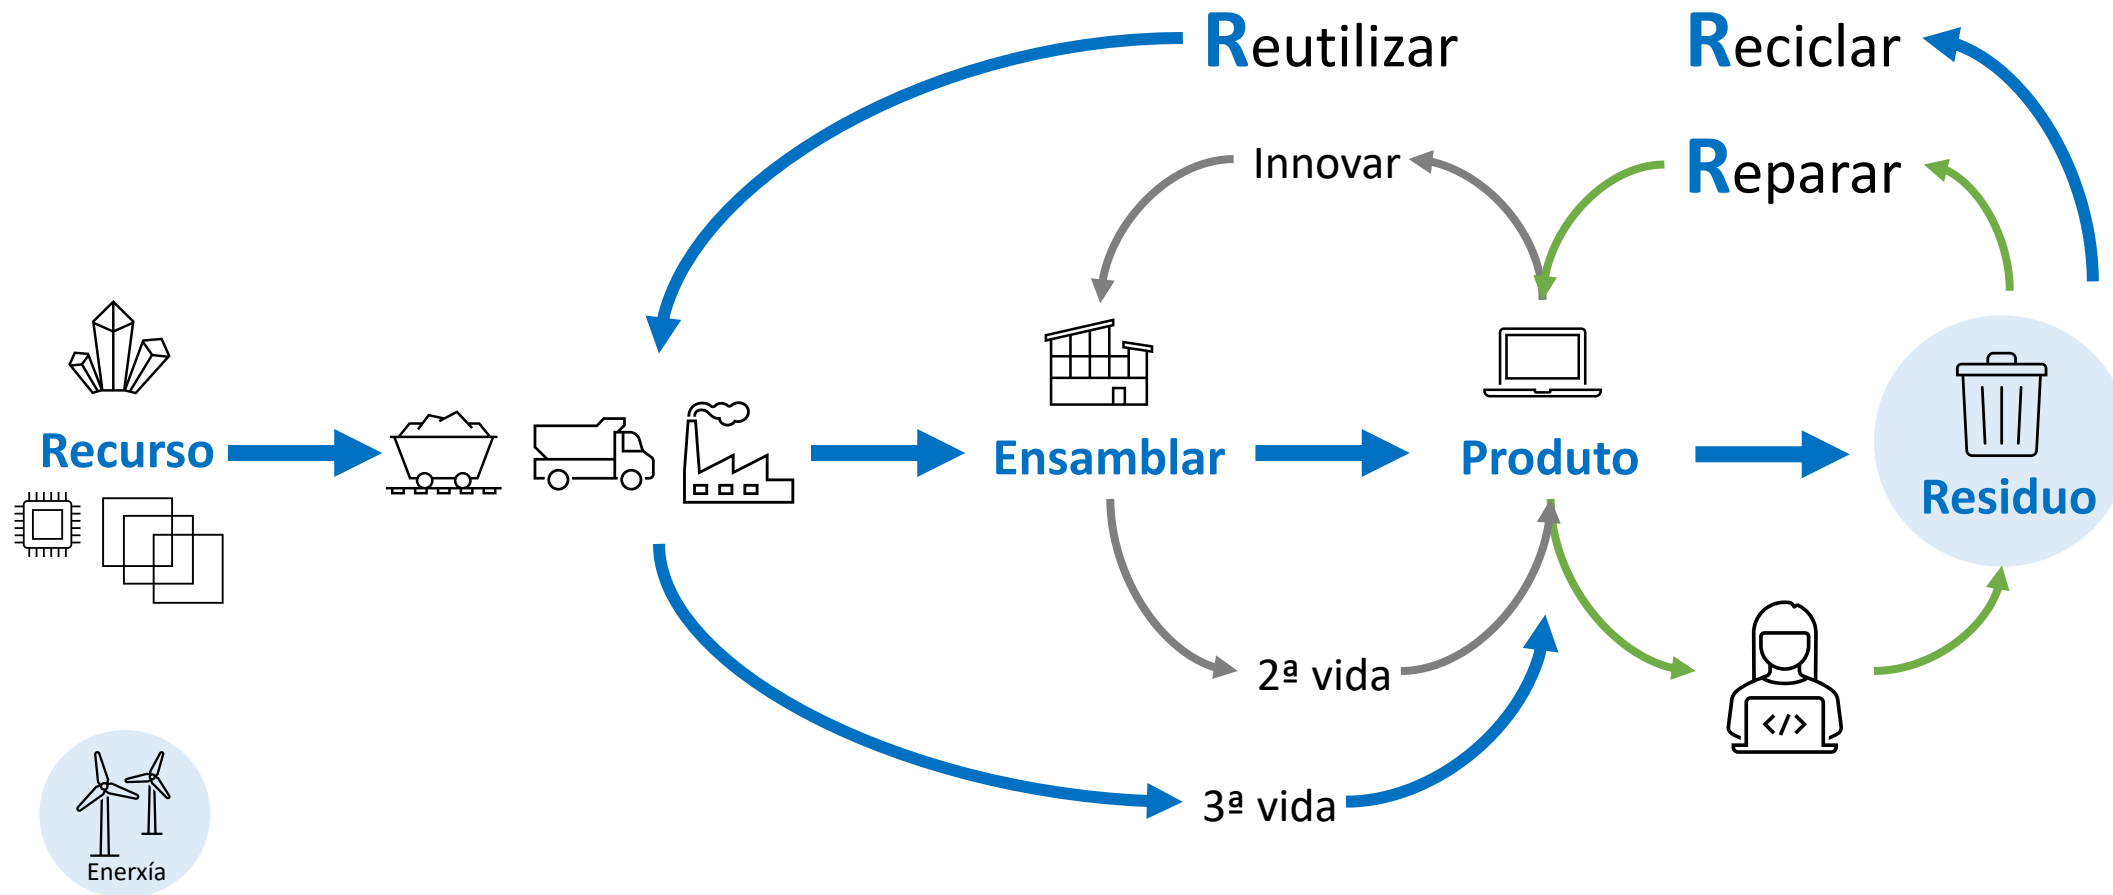 Reutilizar
Reciclar
Innovar
Reparar
Recurso
Ensamblar
Produto
Residuo
2ª vida
</>
3ª vida
Enerxía